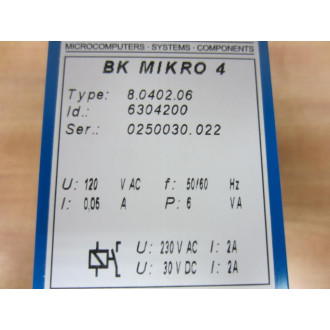 MICROCOMPUTERS · SYSTEMS · COMPONENTS
BK MIKRO 4
Type: 8.0402.06
Id.: 6304200
Ser.: 0250030.022
U: 120 V AC f: 50/60 Hz
I: 0,05 A P: 6 VA
U: 230 V AC I: 2A
U: 30 V DC I: 2A